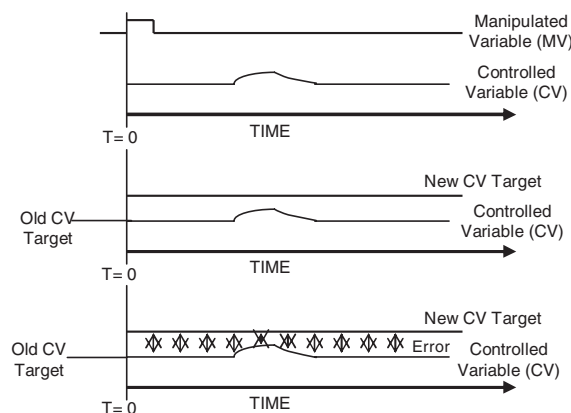 Manipulated
Variable (MV)
Controlled
Variable (CV)
T= 0
TIME
New CV Target
Old CV
Target
Controlled
Variable (CV)
T= 0
TIME
New CV Target
Old CV
Target
Error
Controlled
Variable (CV)
T= 0
TIME